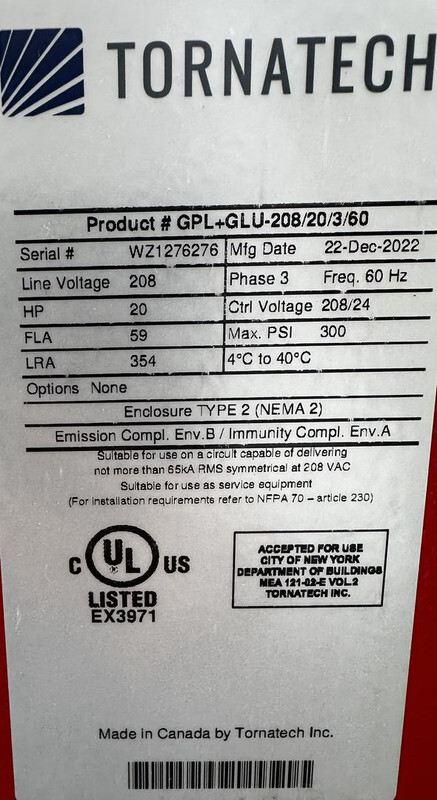 TORNATECH
Product # GPL+GLU-208/20/3/60
Serial # WZ1276276 Mfg Date 22-Dec-2022
Line Voltage 208 Phase 3 Freq. 60 Hz
HP 20 Ctrl Voltage 208/24
FLA 59 Max. PSI 300
LRA 354 4°C to 40°C
Options None
Enclosure TYPE 2 (NEMA 2)
Emission Compl. Env.B / Immunity Compl. Env.A
Suitable for use on a circuit capable of delivering
not more than 65kA RMS symmetrical at 208 VAC
Suitable for use as service equipment
(For installation requirements refer to NFPA 70 – article 230)
C UL US
LISTED
EX3971
ACCEPTED FOR USE
CITY OF NEW YORK
DEPARTMENT OF BUILDINGS
MEA 121-02-E VOL.2
TORNATECH INC.
Made in Canada by Tornatech Inc.